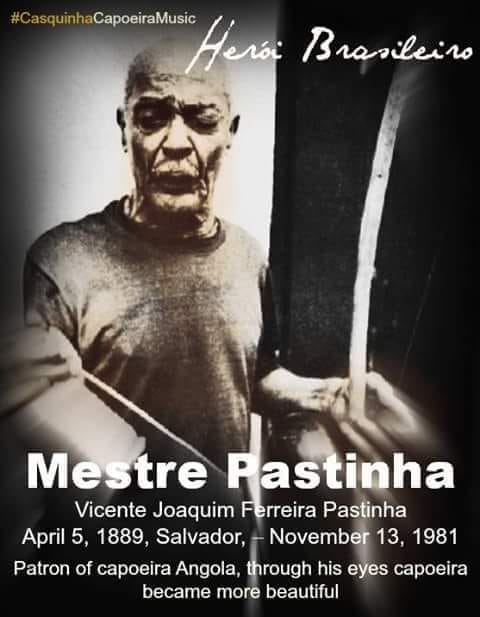 #CasquinhaCapoeiraMusic
Herói Brasileiro
Mestre Pastinha
Vicente Joaquim Ferreira Pastinha
April 5, 1889, Salvador, – November 13, 1981
Patron of capoeira Angola, through his eyes capoeira
became more beautiful